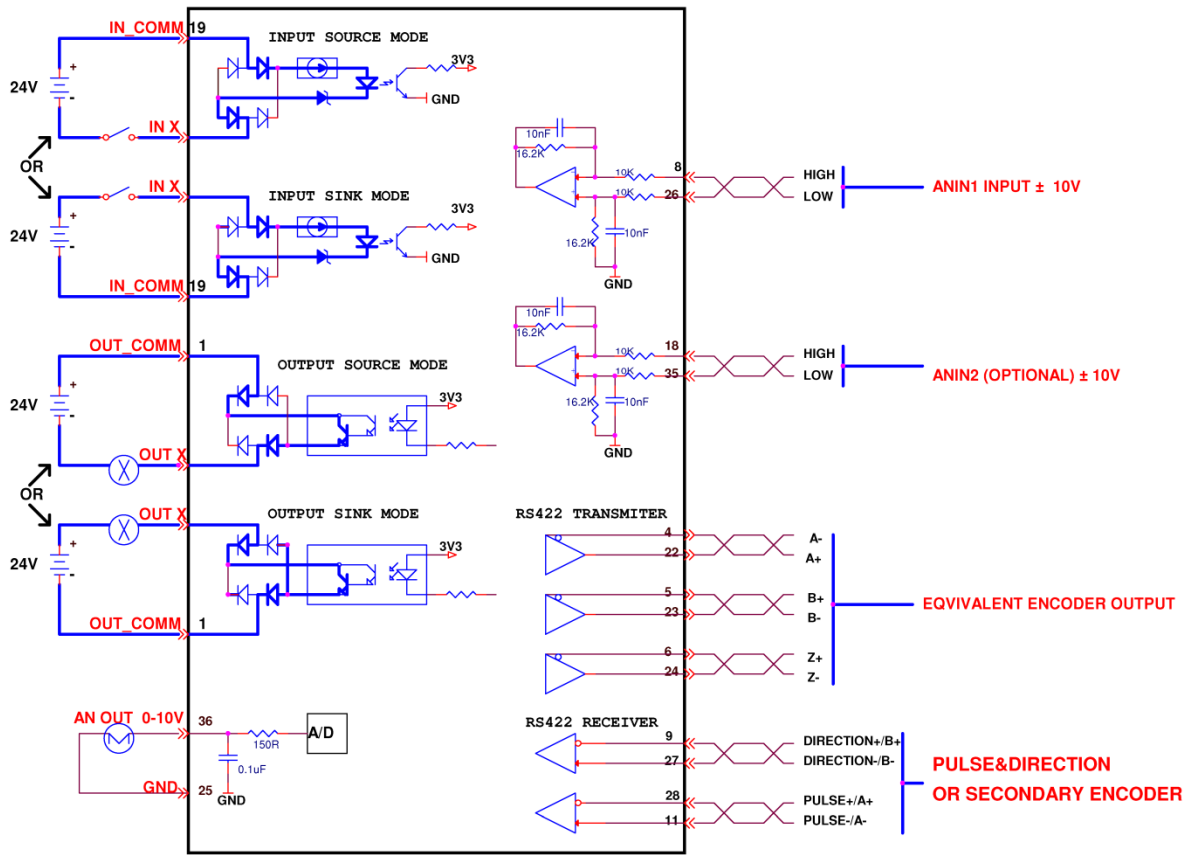 IN_COMM 19
INPUT SOURCE MODE
3V3
+
24V
-
GND
IN X
OR
IN X
INPUT SINK MODE
3V3
+
24V
-
GND
IN_COMM 19
OUT_COMM 1
OUTPUT SOURCE MODE
3V3
+
24V
-
OUT X
OR
OUT X
OUTPUT SINK MODE
3V3
+
24V
-
OUT_COMM 1
AN OUT 0-10V 36
150R
A/D
0.1uF
GND 25
GND
10nF
16.2K
10K
8
HIGH
10K
26
LOW
ANIN1 INPUT ± 10V
16.2K
10nF
GND
10nF
16.2K
10K
18
HIGH
10K
35
LOW
ANIN2 (OPTIONAL) ± 10V
16.2K
10nF
GND
RS422 TRANSMITER
4
A-
22
A+
5
B+
23
B-
EQVIVALENT ENCODER OUTPUT
6
Z+
24
Z-
RS422 RECEIVER
9
DIRECTION+/B+
27
DIRECTION-/B-
PULSE&DIRECTION
OR SECONDARY ENCODER
28
PULSE+/A+
11
PULSE-/A-